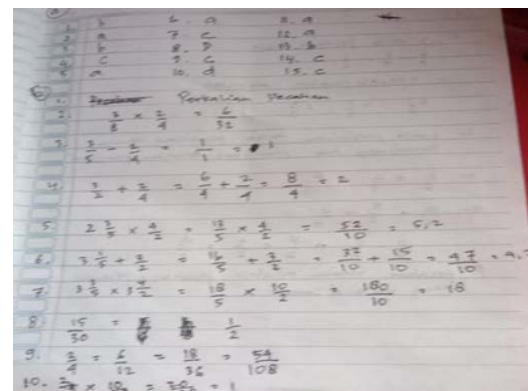 1. b 6. a 11. a
2. a 7. c 12. a
3. b 8. b 13. b
4. c 9. c 14. c
5. a 10. d 15. c
1. Perkalian Pecahan
2. 3/8 × 2/4 = 6/32
3. 3/5 - 2/4 = 1/1 = 1
4. 3/2 + 2/4 = 6/4 + 2/4 = 8/4 = 2
5. 2 3/5 × 4/2 = 13/5 × 4/2 = 52/10 = 5,2
6. 3 1/5 + 3/2 = 16/5 + 3/2 = 32/10 + 15/10 = 47/10 =
7. 3 3/5 × 3 4/2 = 18/5 × 10/2 = 180/10 = 18
8. 15/30 = 1/2
9. 3/4 = 6/12 = 18/36 = 54/108
10. = 1